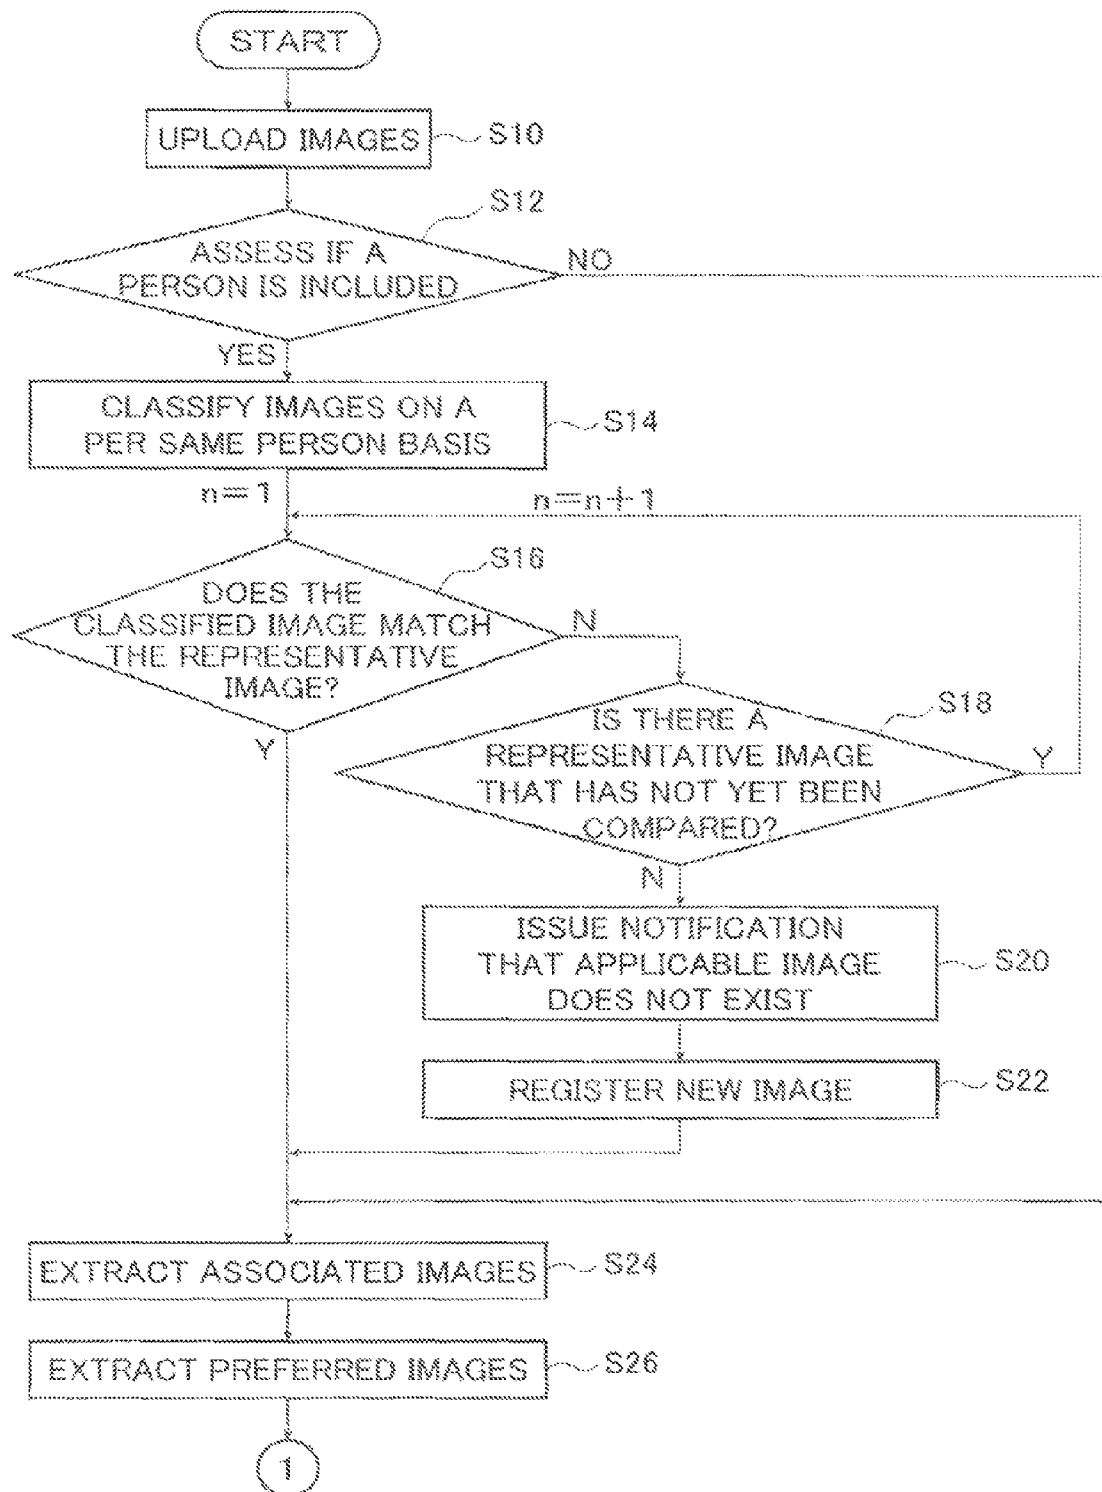 START
UPLOAD IMAGES
S10
S12
ASSESS IF A
PERSON IS INCLUDED
NO
YES
CLASSIFY IMAGES ON A
PER SAME PERSON BASIS
S14
n=1
n=n+1
S16
DOES THE
CLASSIFIED IMAGE MATCH
THE REPRESENTATIVE
IMAGE?
N
Y
S18
IS THERE A
REPRESENTATIVE IMAGE
THAT HAS NOT YET BEEN
COMPARED?
Y
N
ISSUE NOTIFICATION
THAT APPLICABLE IMAGE
DOES NOT EXIST
S20
REGISTER NEW IMAGE
S22
EXTRACT ASSOCIATED IMAGES
S24
EXTRACT PREFERRED IMAGES
S26
1